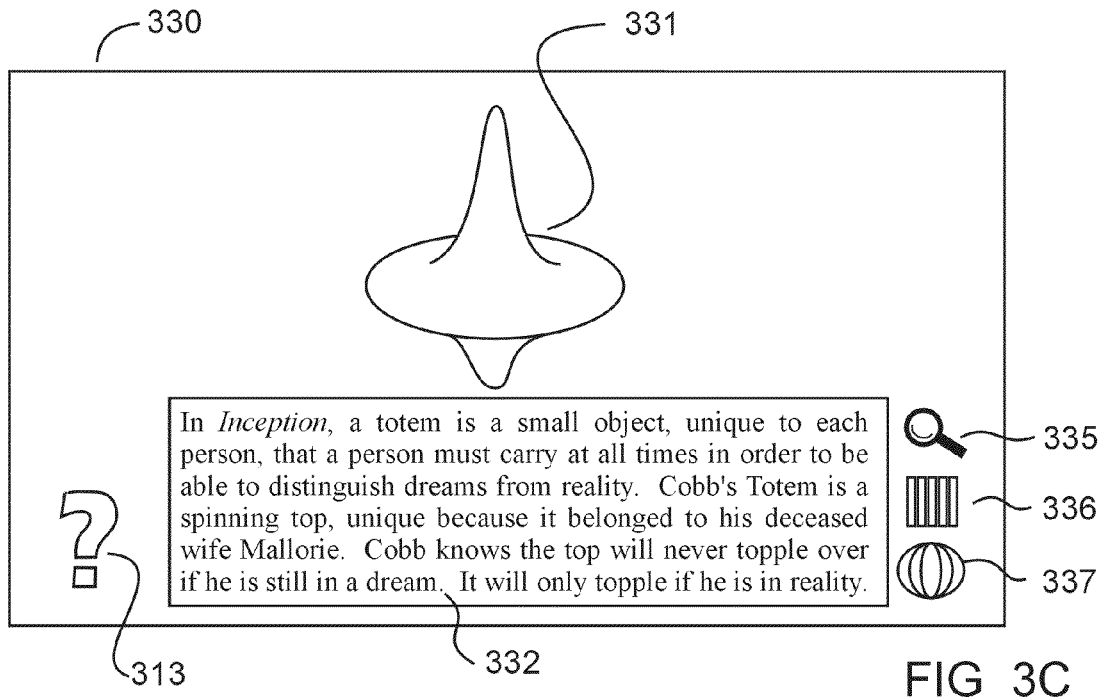 330
331
In Inception, a totem is a small object, unique to each
person, that a person must carry at all times in order to be
able to distinguish dreams from reality. Cobb's Totem is a
spinning top, unique because it belonged to his deceased
wife Mallorie. Cobb knows the top will never topple over
if he is still in a dream. It will only topple if he is in reality.
?
335
336
337
313
332
FIG 3C